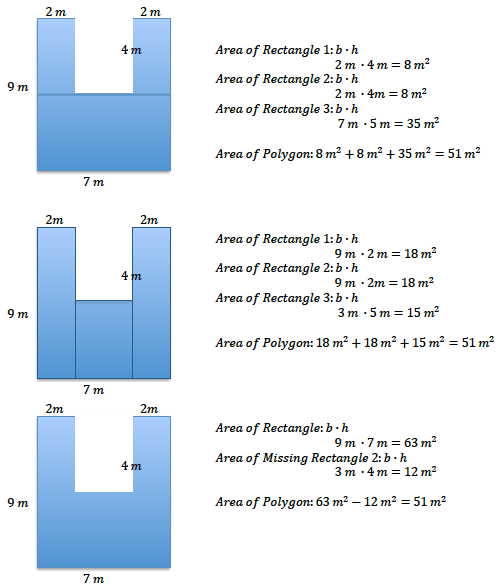 2 m 2 m
4 m
9 m
7 m
Area of Rectangle 1: b · h
2 m · 4 m = 8 m²
Area of Rectangle 2: b · h
2 m · 4m = 8 m²
Area of Rectangle 3: b · h
7 m · 5 m = 35 m²
Area of Polygon: 8 m² + 8 m² + 35 m² = 51 m²
2m 2m
4 m
9 m
7 m
Area of Rectangle 1: b · h
9 m · 2 m = 18 m²
Area of Rectangle 2: b · h
9 m · 2m = 18 m²
Area of Rectangle 3: b · h
3 m · 5 m = 15 m²
Area of Polygon: 18 m² + 18 m² + 15 m² = 51 m²
2m 2m
4 m
9 m
7 m
Area of Rectangle: b · h
9 m · 7 m = 63 m²
Area of Missing Rectangle 2: b · h
3 m · 4 m = 12 m²
Area of Polygon: 63 m² − 12 m² = 51 m²